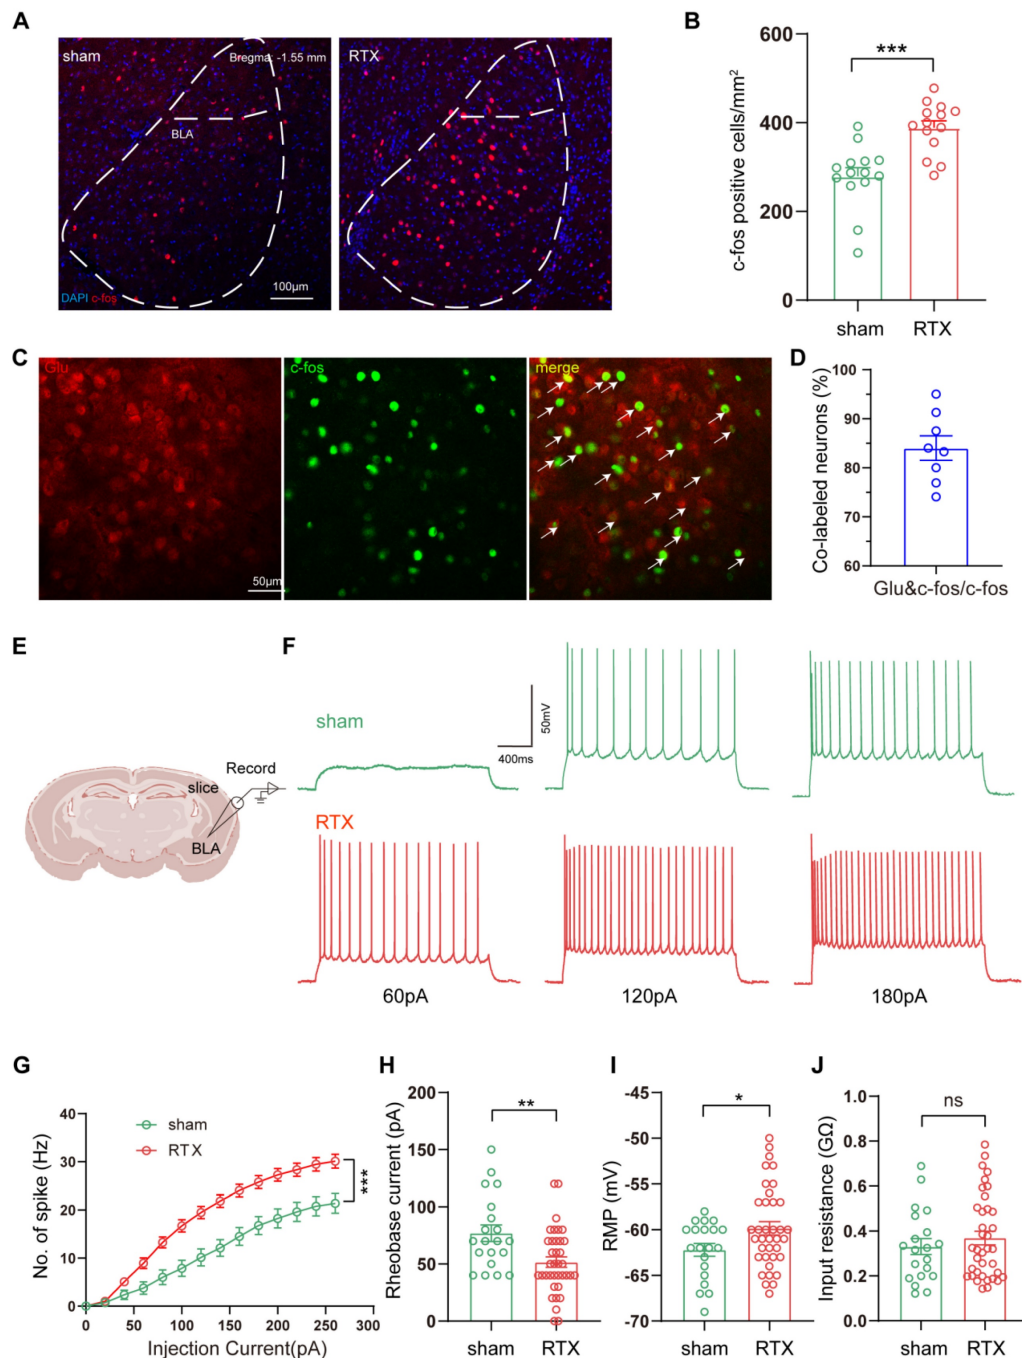 A
sham
Bregma: -1.55 mm
BLA
DAPI c-fos
100μm
RTX
B
c-fos positive cells/mm²
600
400
200
0
***
sham
RTX
C
Glu
50μm
c-fos
merge
D
Co-labeled neurons (%)
100
90
80
70
60
Glu&c-fos/c-fos
E
Record
slice
BLA
F
sham
50mV
400ms
RTX
60pA
120pA
180pA
G
No. of spike (Hz)
40
30
20
10
0
sham
RTX
***
0
50
100
150
200
250
300
Injection Current(pA)
H
Rheobase current (pA)
200
150
100
50
0
**
sham
RTX
I
RMP (mV)
-45
-50
-55
-60
-65
-70
*
sham
RTX
J
Input resistance (GΩ)
1.0
0.8
0.6
0.4
0.2
0.0
ns
sham
RTX